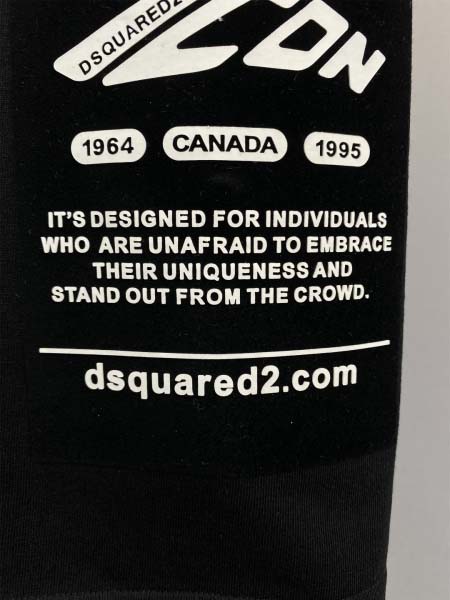 DSQUARED2
ICON
1964 CANADA 1995
IT'S DESIGNED FOR INDIVIDUALS
WHO ARE UNAFRAID TO EMBRACE
THEIR UNIQUENESS AND
STAND OUT FROM THE CROWD.
dsquared2.com